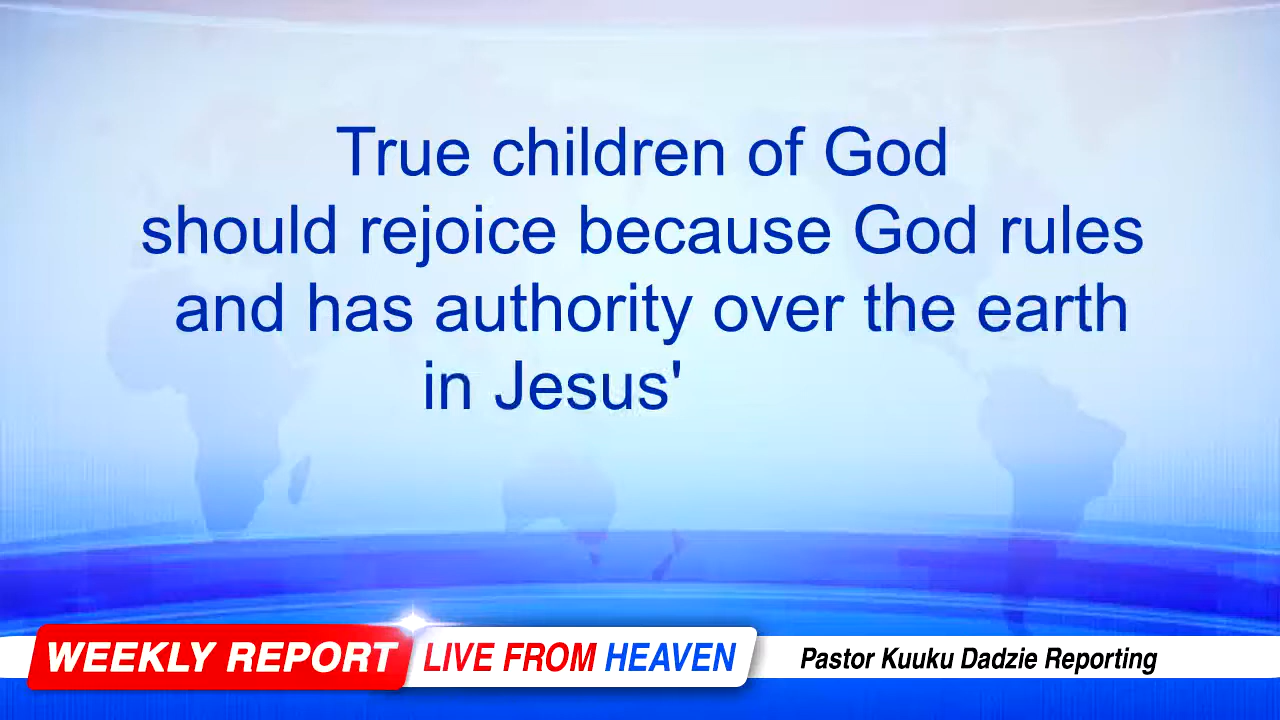 True children of God
should rejoice because God rules
and has authority over the earth
in Jesus'
WEEKLY REPORT LIVE FROM HEAVEN Pastor Kuuku Dadzie Reporting